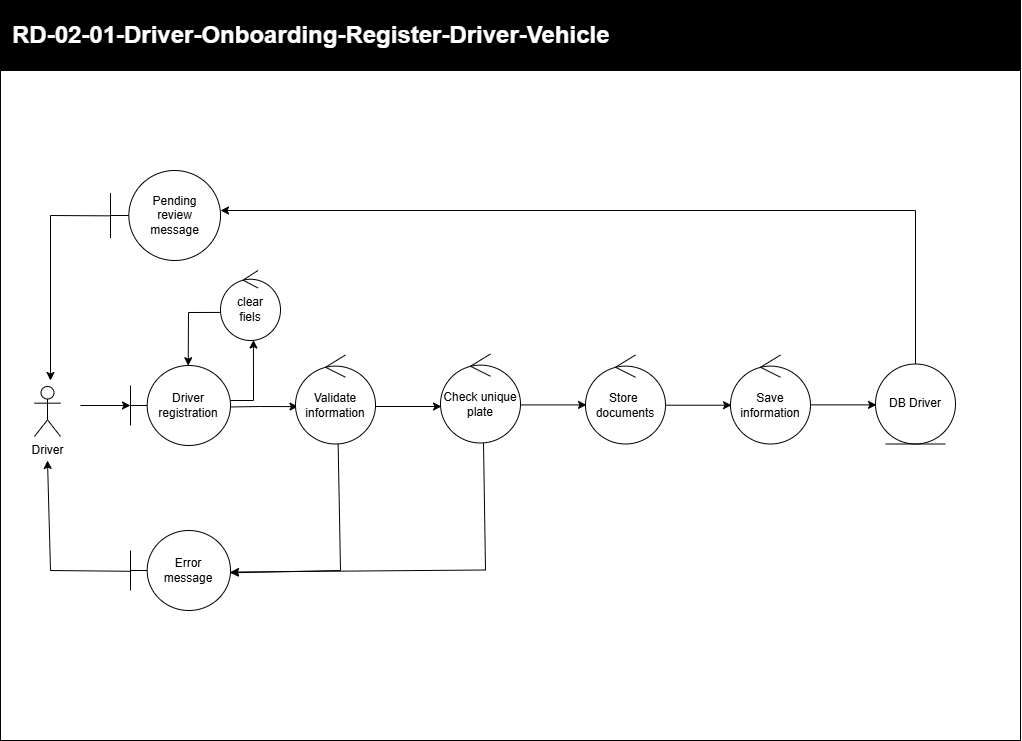 RD-02-01-Driver-Onboarding-Register-Driver-Vehicle
Pending
review
message
clear
fiels
Driver
registration
Validate
information
Check unique
plate
Store
documents
Save
information
DB Driver
Driver
Error
message